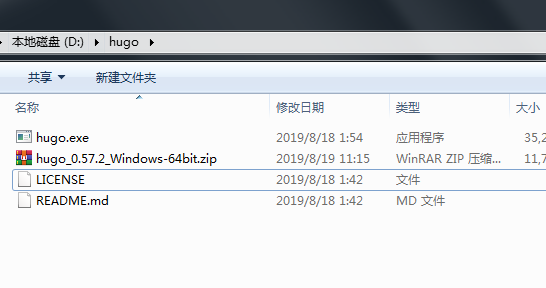 本地磁盘 (D:) hugo
共享 新建文件夹
名称 修改日期 类型 大小
hugo.exe 2019/8/18 1:54 应用程序 35,2
hugo_0.57.2_Windows-64bit.zip 2019/8/19 11:15 WinRAR ZIP 压缩... 11,7
LICENSE 2019/8/18 1:42 文件
README.md 2019/8/18 1:42 MD 文件